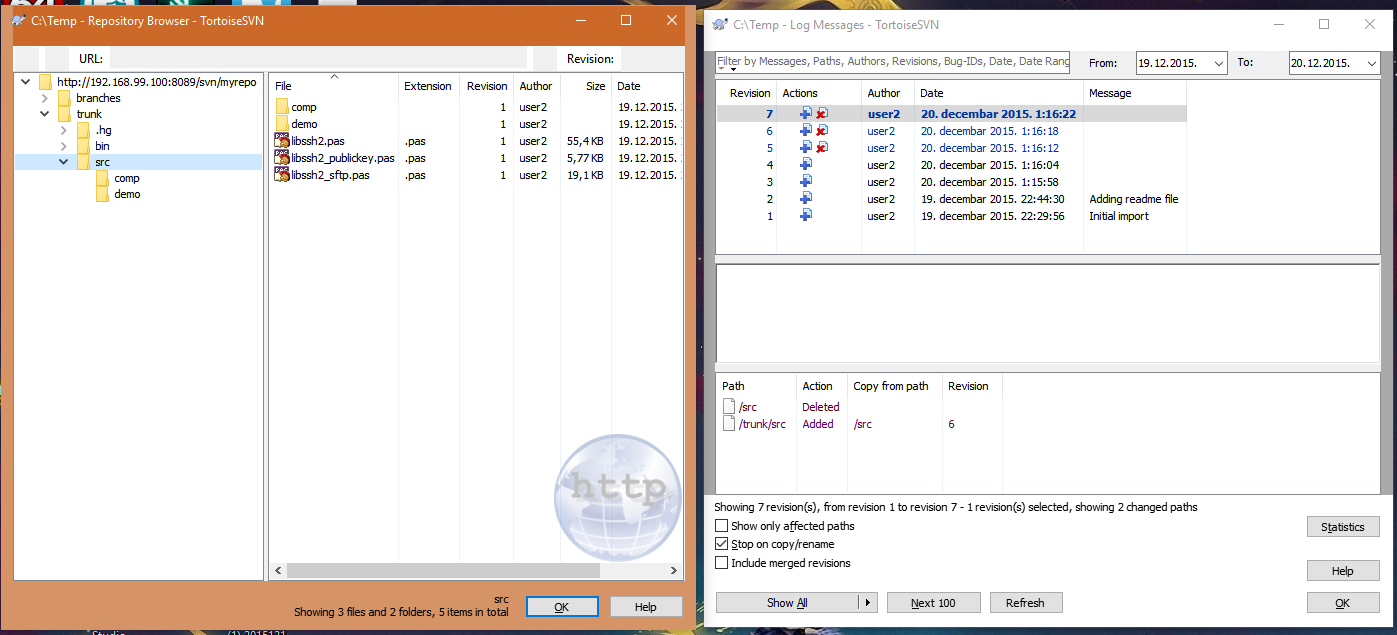 C:\Temp - Repository Browser - TortoiseSVN
URL:
Revision:
http://192.168.99.100:8089/svn/myrepo
branches
trunk
.hg
bin
src
comp
demo
File Extension Revision Author Size Date
comp 1 user2 19.12.2015.
demo 1 user2 19.12.2015.
libssh2.pas .pas 1 user2 55,4 KB 19.12.2015.
libssh2_publickey.pas .pas 1 user2 5,77 KB 19.12.2015.
libssh2_sftp.pas .pas 1 user2 19,1 KB 19.12.2015.
http
src
Showing 3 files and 2 folders, 5 items in total
OK
Help
C:\Temp - Log Messages - TortoiseSVN
Filter by Messages, Paths, Authors, Revisions, Bug-IDs, Date, Date Rang
From: 19.12.2015. To: 20.12.2015.
Revision Actions Author Date Message
7 user2 20. decembar 2015. 1:16:22
6 user2 20. decembar 2015. 1:16:18
5 user2 20. decembar 2015. 1:16:12
4 user2 20. decembar 2015. 1:16:04
3 user2 20. decembar 2015. 1:15:58
2 user2 19. decembar 2015. 22:44:30 Adding readme file
1 user2 19. decembar 2015. 22:29:56 Initial import
Path Action Copy from path Revision
/src Deleted
/trunk/src Added /src 6
Showing 7 revision(s), from revision 1 to revision 7 - 1 revision(s) selected, showing 2 changed paths
Show only affected paths
Statistics
Stop on copy/rename
Include merged revisions
Help
Show All
Next 100
Refresh
OK